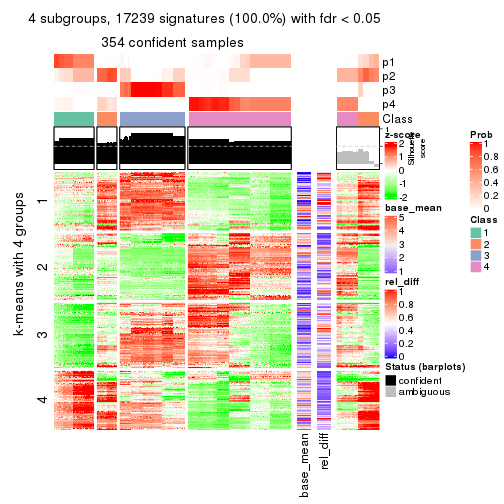 4 subgroups, 17239 signatures (100.0%) with fdr < 0.05
354 confident samples
p1
p2
p3
p4
Class
1
Silhouette score
k-means with 4 groups
1
2
3
4
base_mean
rel_diff
z-score
2
1
0
-1
-2
base_mean
5
4
3
2
1
rel_diff
1
0.8
0.6
0.4
0.2
0
Status (barplots)
confident
ambiguous
Prob
1
0.8
0.6
0.4
0.2
0
Class
1
2
3
4